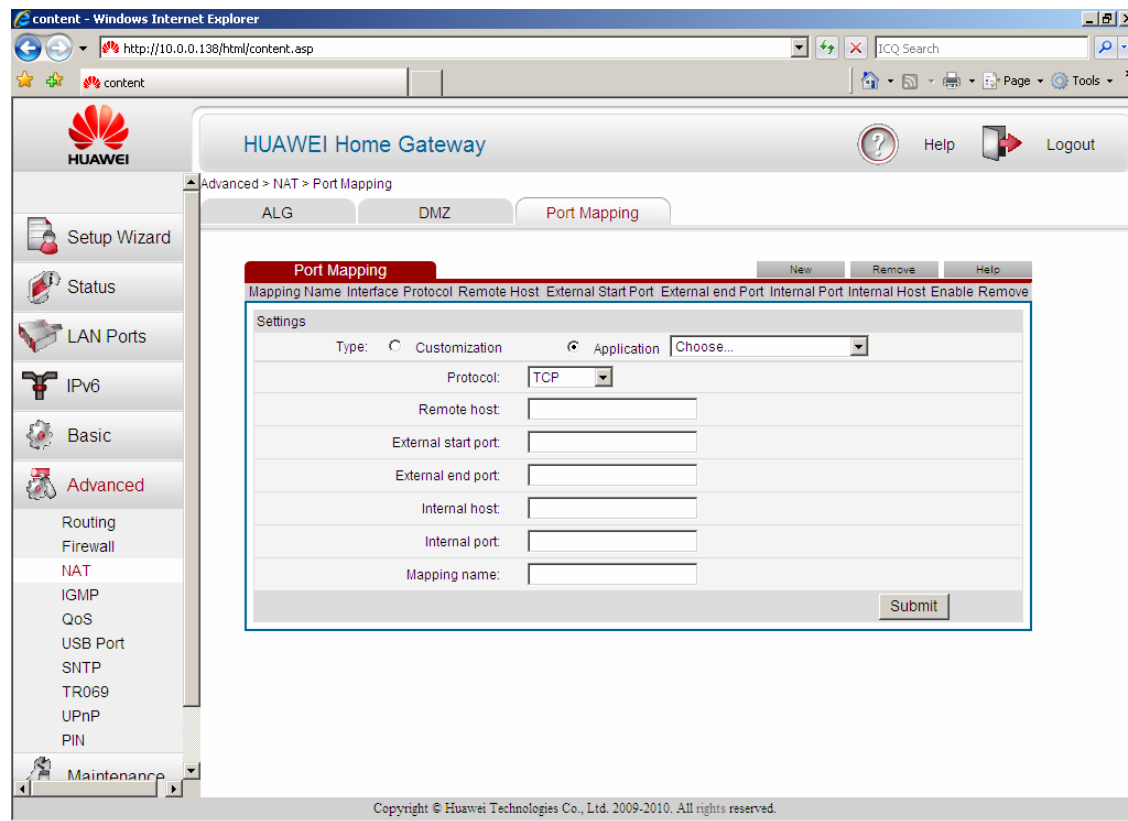 content - Windows Internet Explorer
http://10.0.0.138/html/content.asp
ICQ Search
content
Page
Tools
HUAWEI
HUAWEI Home Gateway
Help
Logout
Advanced > NAT > Port Mapping
ALG
DMZ
Port Mapping
Setup Wizard
Status
LAN Ports
IPv6
Basic
Advanced
Routing
Firewall
NAT
IGMP
QoS
USB Port
SNTP
TR069
UPnP
PIN
Maintenance
Port Mapping
New
Remove
Help
Mapping Name Interface Protocol Remote Host External Start Port External end Port Internal Port Internal Host Enable Remove
Settings
Type: Customization Application Choose...
Protocol: TCP
Remote host:
External start port:
External end port:
Internal host:
Internal port:
Mapping name:
Submit
Copyright © Huawei Technologies Co., Ltd. 2009-2010. All rights reserved.